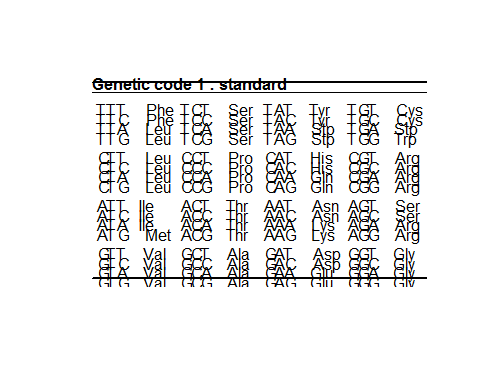 Genetic code 1 : standard
TTT Phe TCT Ser TAT Tyr TGT Cys
TTC Phe TCC Ser TAC Tyr TGC Cys
TTA Leu TCA Ser TAA Stp TGA Stp
TTG Leu TCG Ser TAG Stp TGG Trp
CTT Leu CCT Pro CAT His CGT Arg
CTC Leu CCC Pro CAC His CGC Arg
CTA Leu CCA Pro CAA Gln CGA Arg
CTG Leu CCG Pro CAG Gln CGG Arg
ATT Ile ACT Thr AAT Asn AGT Ser
ATC Ile ACC Thr AAC Asn AGC Ser
ATA Ile ACA Thr AAA Lys AGA Arg
ATG Met ACG Thr AAG Lys AGG Arg
GTT Val GCT Ala GAT Asp GGT Gly
GTC Val GCC Ala GAC Asp GGC Gly
GTA Val GCA Ala GAA Glu GGA Gly
GTG Val GCG Ala GAG Glu GGG Gly